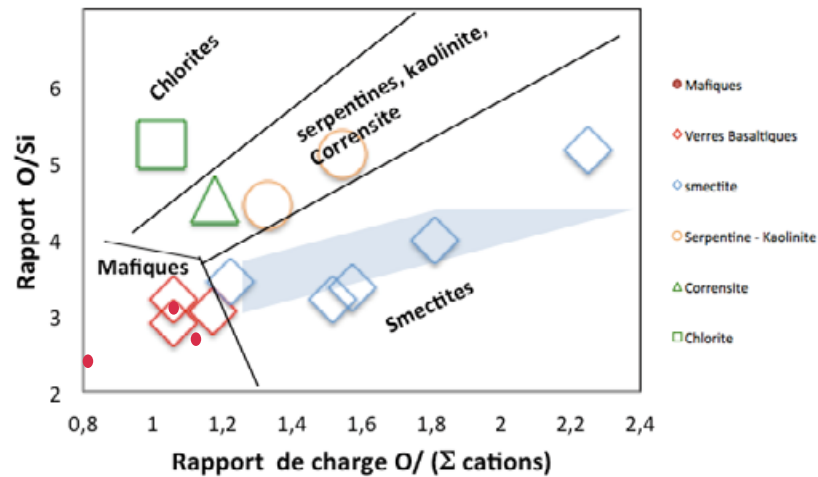 Rapport O/Si
6
5
4
3
2
Chlorites
serpentines, kaolinite,
Corrensite
Mafiques
Smectites
0,8 1 1,2 1,4 1,6 1,8 2 2,2 2,4
Rapport de charge O/ (Σ cations)
Mafiques
Verres Basaltiques
smectite
Serpentine - Kaolinite
Corrensite
Chlorite